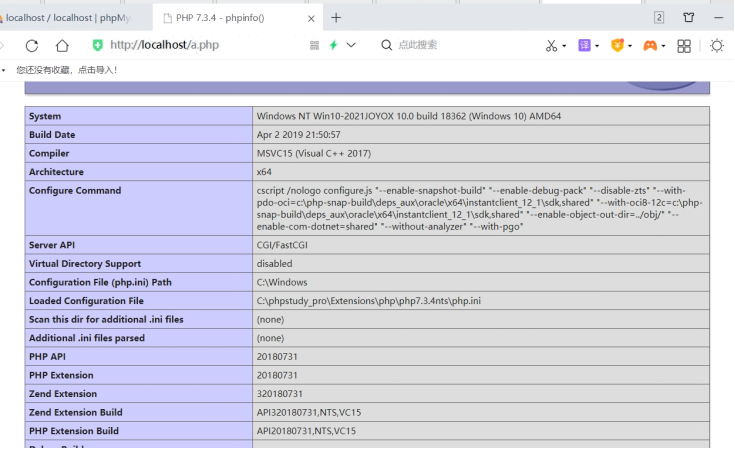 localhost / localhost | phpMy
PHP 7.3.4 - phpinfo()
2
http://localhost/a.php
点此搜索
译
您还没有收藏，点击导入！
System Windows NT Win10-2021JOYOX 10.0 build 18362 (Windows 10) AMD64
Build Date Apr 2 2019 21:50:57
Compiler MSVC15 (Visual C++ 2017)
Architecture x64
Configure Command cscript /nologo configure.js "--enable-snapshot-build" "--enable-debug-pack" "--disable-zts" "--with-
pdo-oci=c:\php-snap-build\deps_aux\oracle\x64\instantclient_12_1\sdk,shared" "--with-oci8-12c=c:\php-
snap-build\deps_aux\oracle\x64\instantclient_12_1\sdk,shared" "--enable-object-out-dir=../obj/" "--
enable-com-dotnet=shared" "--without-analyzer" "--with-pgo"
Server API CGI/FastCGI
Virtual Directory Support disabled
Configuration File (php.ini) Path C:\Windows
Loaded Configuration File C:\phpstudy_pro\Extensions\php\php7.3.4nts\php.ini
Scan this dir for additional .ini files (none)
Additional .ini files parsed (none)
PHP API 20180731
PHP Extension 20180731
Zend Extension 320180731
Zend Extension Build API320180731,NTS,VC15
PHP Extension Build API20180731,NTS,VC15